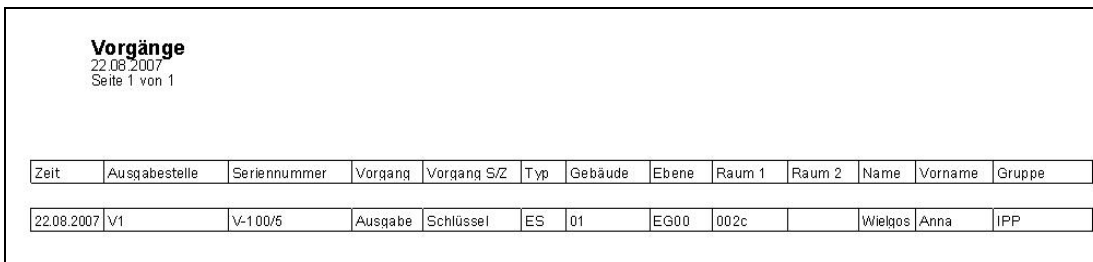 Vorgänge
22.08.2007
Seite 1 von 1
Zeit Ausgabestelle Seriennummer Vorgang Vorgang S/Z Typ Gebäude Ebene Raum 1 Raum 2 Name Vorname Gruppe
22.08.2007 V1 V-100/5 Ausgabe Schlüssel ES 01 EG00 002c Wielgos Anna IPP